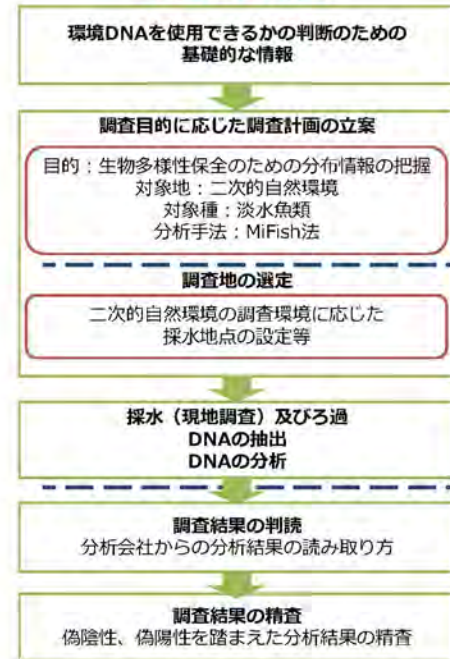 環境DNAを使用できるかの判断のための
基礎的な情報
調査目的に応じた調査計画の立案
目的：生物多様性保全のための分布情報の把握
対象地：二次的自然環境
対象種：淡水魚類
分析手法：MiFish法
調査地の選定
二次的自然環境の調査環境に応じた
採水地点の設定等
採水（現地調査）及びろ過
DNAの抽出
DNAの分析
調査結果の判読
分析会社からの分析結果の読み取り方
調査結果の精査
偽陰性、偽陽性を踏まえた分析結果の精査